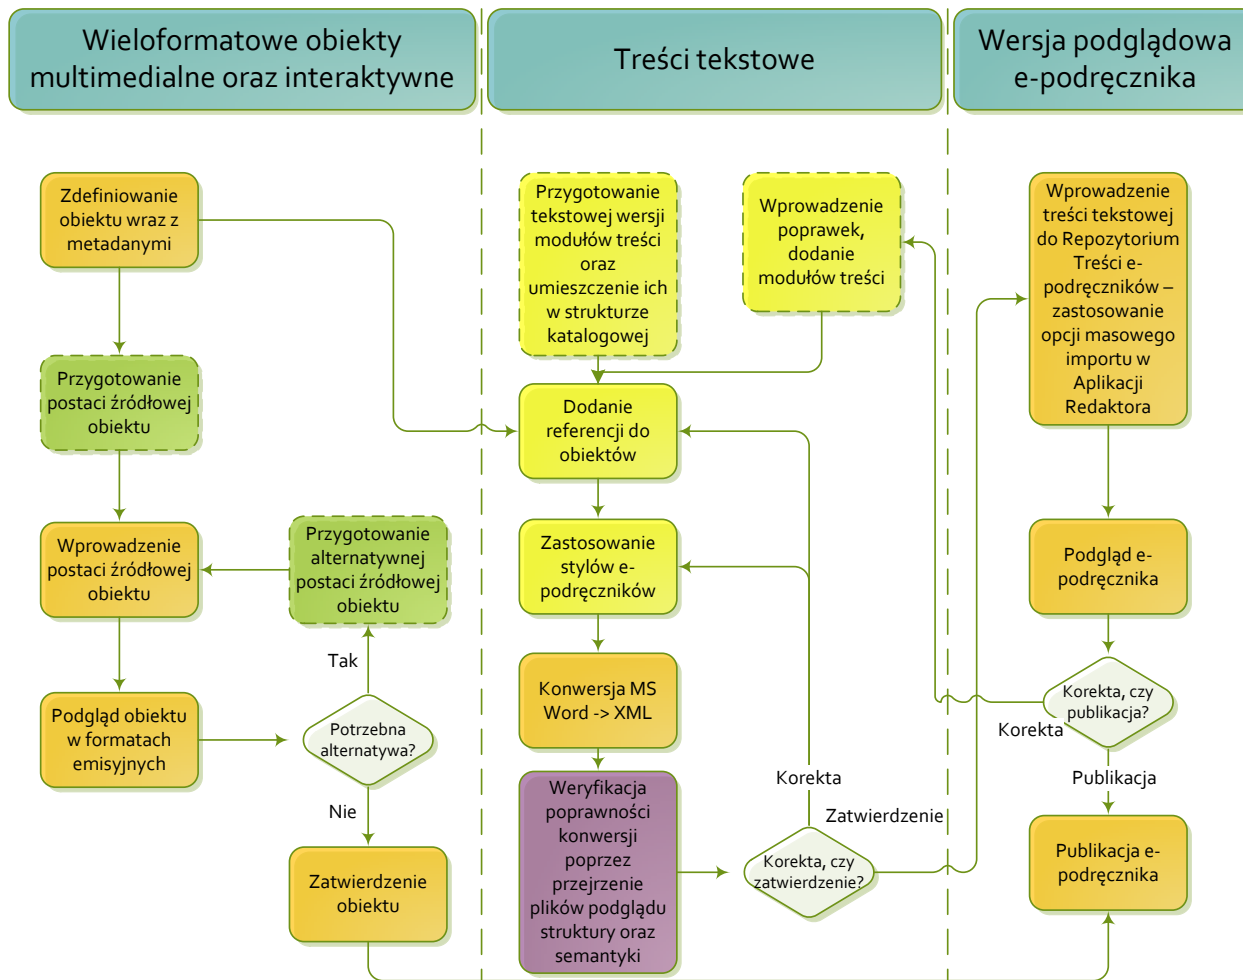 Wieloformatowe obiekty
multimedialne oraz interaktywne
Treści tekstowe
Wersja podglądowa
e-podręcznika
Zdefiniowanie
obiektu wraz z
metadanymi
Przygotowanie
postaci źródłowej
obiektu
Wprowadzenie
postaci źródłowej
obiektu
Przygotowanie
alternatywnej
postaci źródłowej
obiektu
Tak
Podgląd obiektu
w formatach
emisyjnych
Potrzebna
alternatywa?
Nie
Zatwierdzenie
obiektu
Przygotowanie
tekstowej wersji
modułów treści
oraz
umieszczenie ich
w strukturze
katalogowej
Wprowadzenie
poprawek,
dodanie
modułów treści
Dodanie
referencji do
obiektów
Zastosowanie
stylów e-
podręczników
Konwersja MS
Word -> XML
Weryfikacja
poprawności
konwersji
poprzez
przejrzenie
plików podglądu
struktury oraz
semantyki
Korekta
Zatwierdzenie
Korekta, czy
zatwierdzenie?
Wprowadzenie
treści tekstowej
do Repozytorium
Treści e-
podręczników –
zastosowanie
opcji masowego
importu w
Aplikacji
Redaktora
Podgląd e-
podręcznika
Korekta, czy
publikacja?
Korekta
Publikacja
Publikacja e-
podręcznika